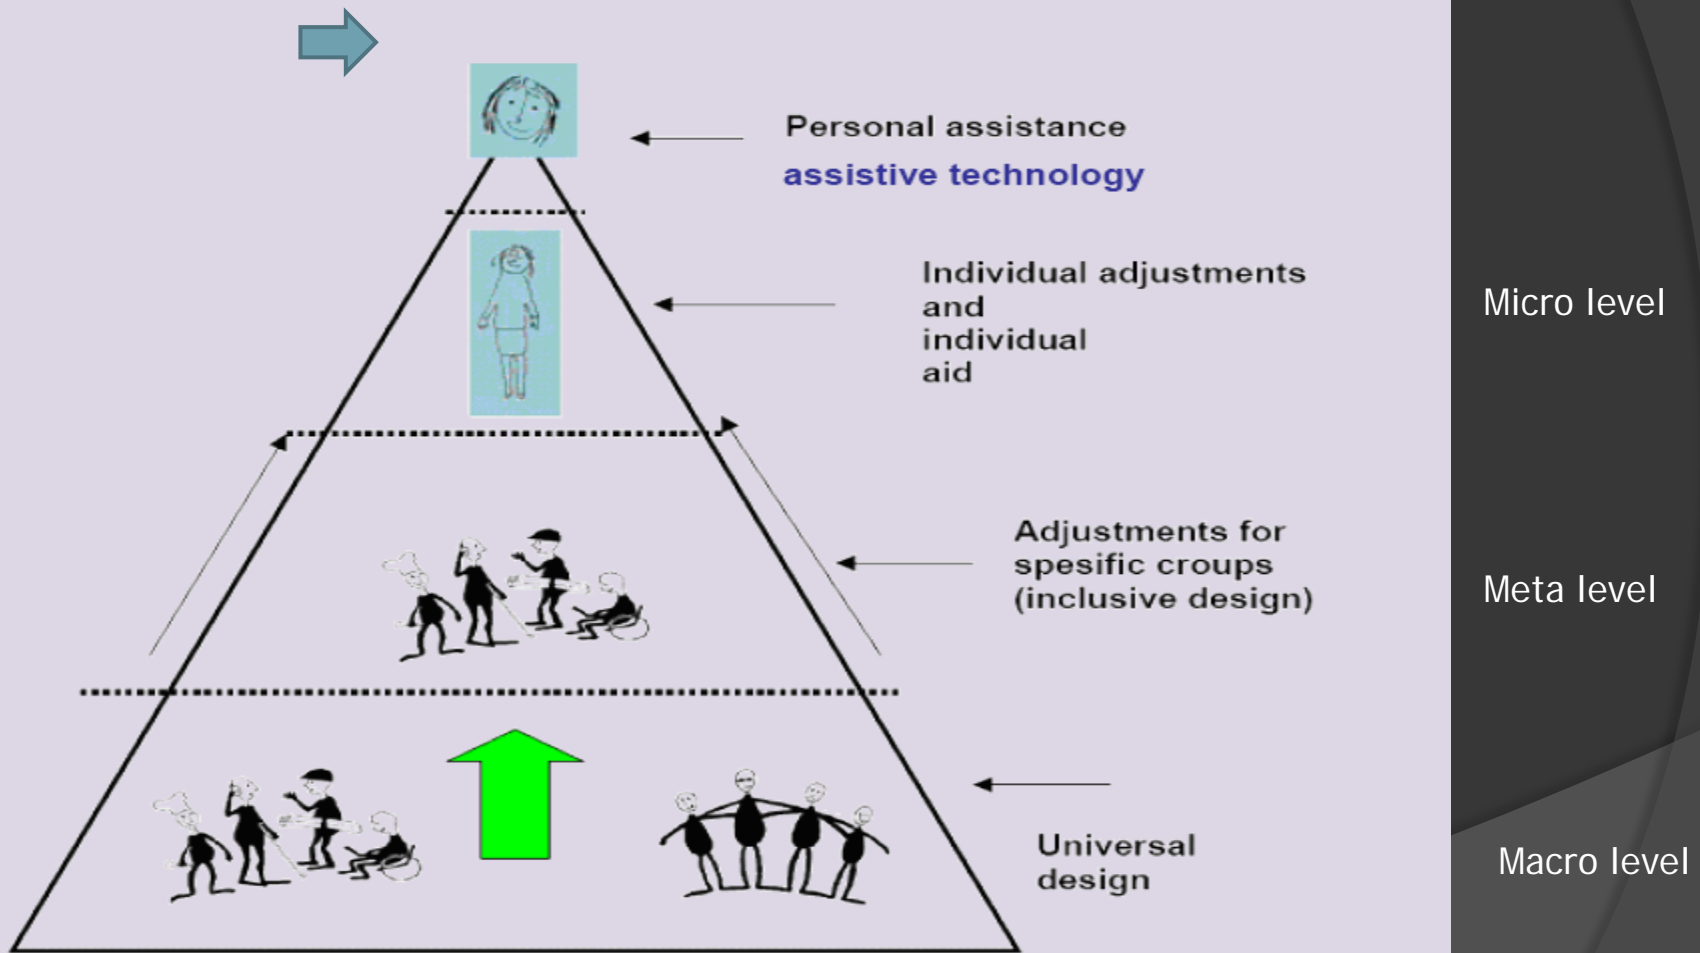 Personal assistance
assistive technology
Individual adjustments
and
individual
aid
Micro level
Adjustments for
spesific croups
(inclusive design)
Meta level
Universal
design
Macro level